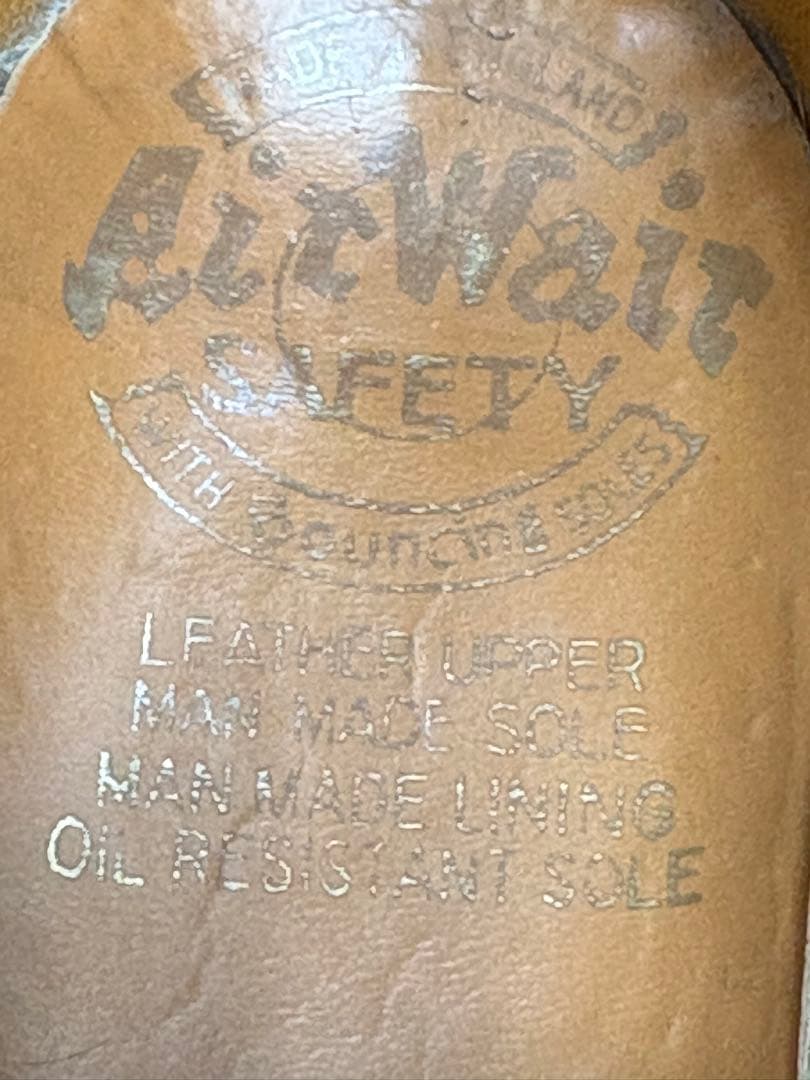 MADE IN ENGLAND
AirWair
SAFETY
WITH Bouncing SOLES
LEATHER UPPER
MAN MADE SOLE
MAN MADE LINING
OIL RESISTANT SOLE